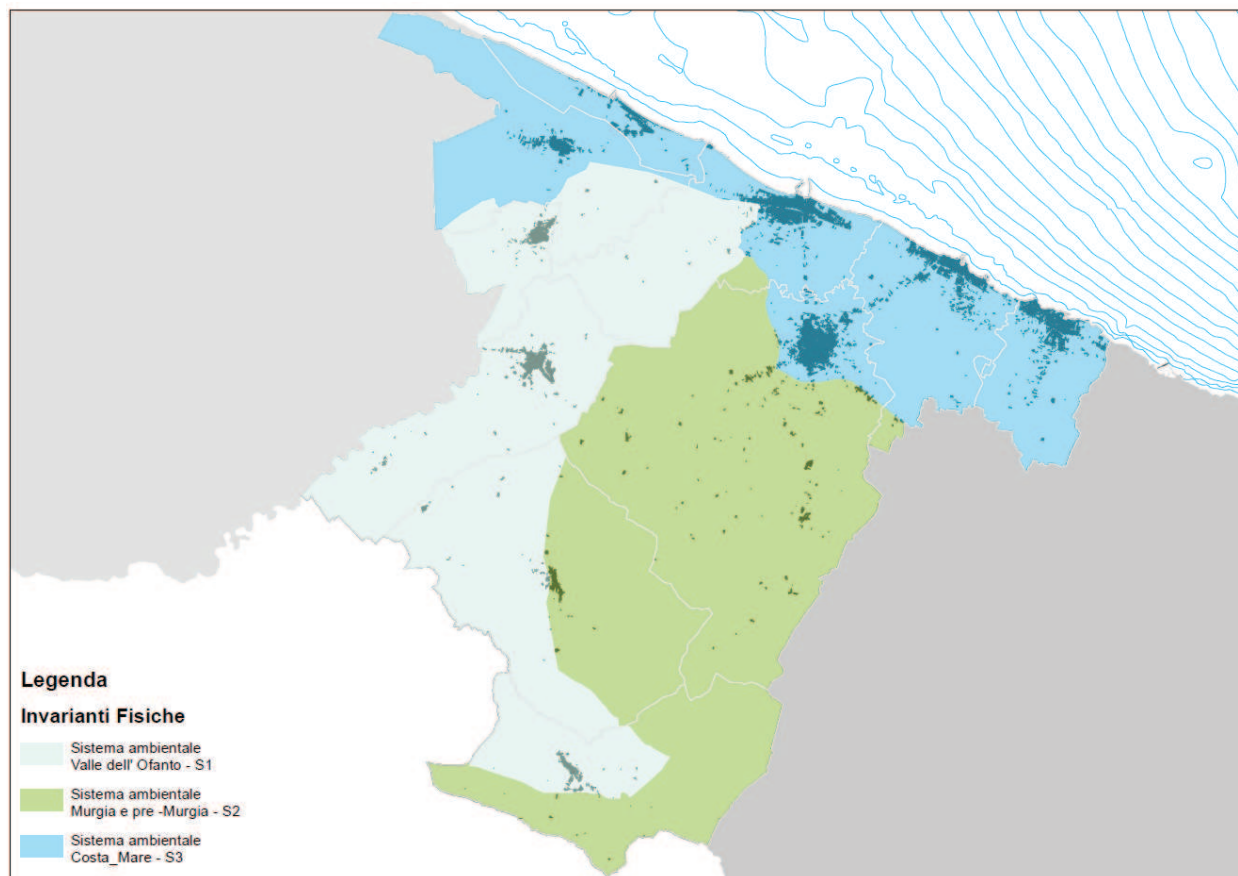 Legenda
Invarianti Fisiche
Sistema ambientale
Valle dell' Ofanto - S1
Sistema ambientale
Murgia e pre -Murgia - S2
Sistema ambientale
Costa_Mare - S3